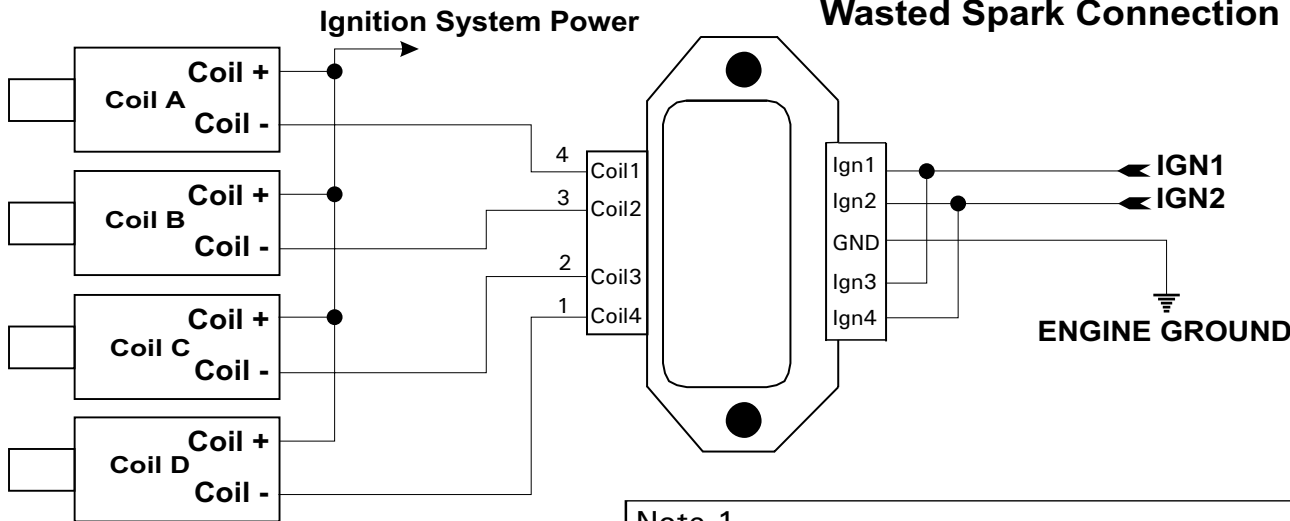 Ignition System Power
Wasted Spark Connection
Coil A
Coil +
Coil -
Coil B
Coil +
Coil -
Coil C
Coil +
Coil -
Coil D
Coil +
Coil -
4
3
2
1
Coil1
Coil2
Coil3
Coil4
Ign1
Ign2
GND
Ign3
Ign4
IGN1
IGN2
ENGINE GROUND
Note 1